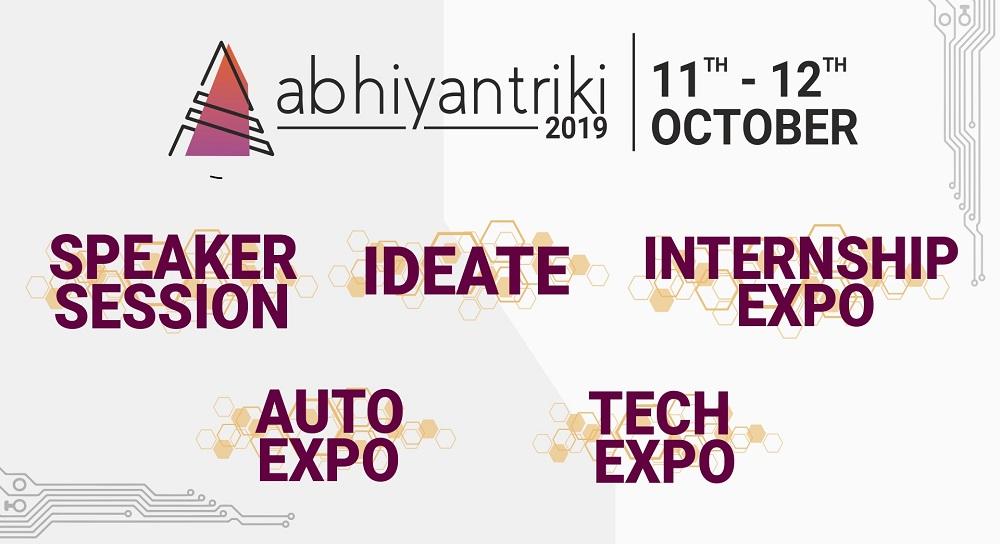 abhiyantriki
2019
11TH - 12TH
OCTOBER
SPEAKER
SESSION
IDEATE
INTERNSHIP
EXPO
AUTO
EXPO
TECH
EXPO